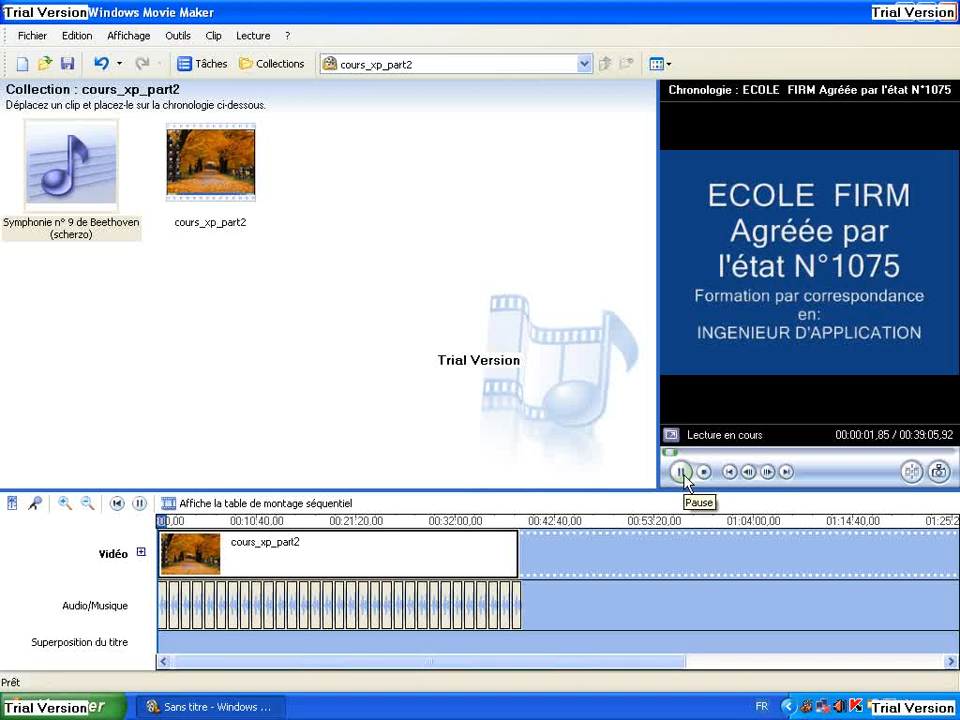 Trial Version Windows Movie Maker Trial Version
Fichier Edition Affichage Outils Clip Lecture ?
Tâches Collections cours_xp_part2
Collection : cours_xp_part2
Déplacez un clip et placez-le sur la chronologie ci-dessous.
Symphonie n° 9 de Beethoven
(scherzo)
cours_xp_part2
Trial Version
Chronologie : ECOLE FIRM Agréée par l'état N°1075
ECOLE FIRM
Agréée par
l'état N°1075
Formation par correspondance
en:
INGENIEUR D'APPLICATION
Lecture en cours 00:00:01,85 / 00:39:05,92
Pause
Affiche la table de montage séquentiel
00:10:40,00 00:21:20,00 00:32:00,00 00:42:40,00 00:53:20,00 01:04:00,00 01:14:40,00
Vidéo cours_xp_part2
Audio/Musique
Superposition du titre
Prêt
Trial Version Sans titre - Windows ... FR Trial Version